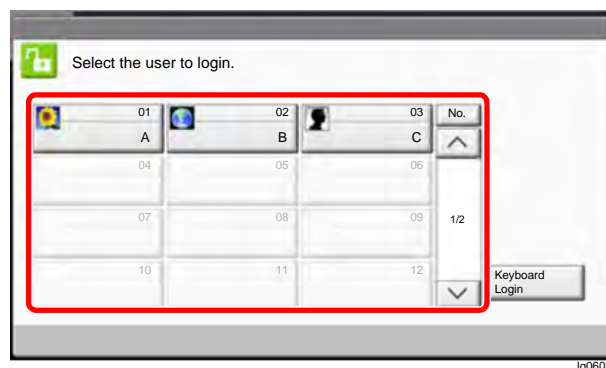 Select the user to login.
01 02 03 No.
A B C
04 05 06
07 08 09 1/2
10 11 12
Keyboard
Login